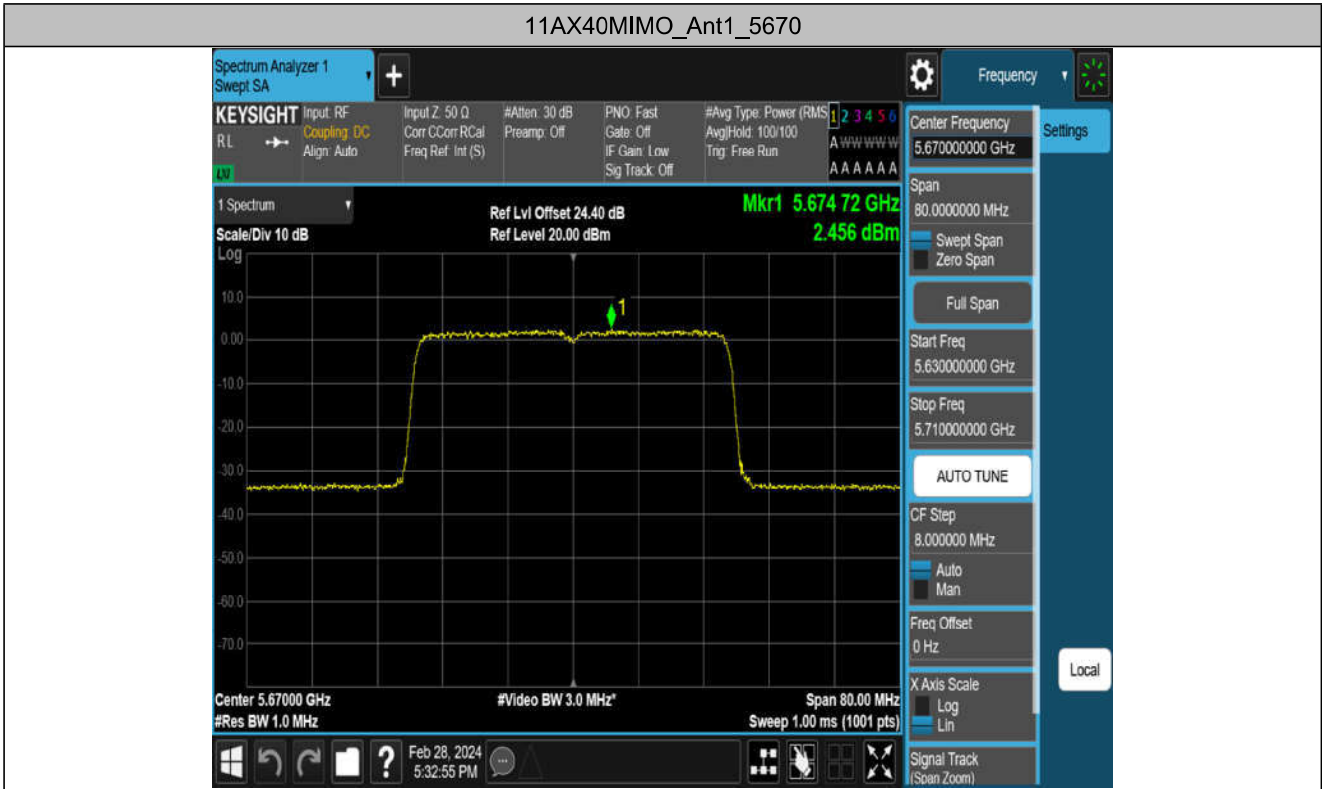 11AX40MIMO_Ant1_5670
Spectrum Analyzer 1
Swept SA
+
Frequency
KEYSIGHT
Input: RF
Input Z: 50 Ω
#Atten: 30 dB
PNO: Fast
#Avg Type: Power (RMS
1 2 3 4 5 6
RL
Coupling: DC
Corr CCorr RCal
Preamp: Off
Gate: Off
Avg|Hold: 100/100
A W W W W W
Align: Auto
Freq Ref: Int (S)
IF Gain: Low
Trig: Free Run
Sig Track: Off
A A A A A A
Center Frequency
5.670000000 GHz
Settings
Span
80.0000000 MHz
Swept Span
Zero Span
Full Span
Start Freq
5.630000000 GHz
Stop Freq
5.710000000 GHz
AUTO TUNE
CF Step
8.000000 MHz
Auto
Man
Freq Offset
0 Hz
X Axis Scale
Log
Lin
Signal Track
(Span Zoom)
Local
1 Spectrum
Ref Lvl Offset 24.40 dB
Mkr1 5.674 72 GHz
Scale/Div 10 dB
Ref Level 20.00 dBm
2.456 dBm
Log
1
10.0
0.00
-10.0
-20.0
-30.0
-40.0
-50.0
-60.0
-70.0
Center 5.67000 GHz
#Video BW 3.0 MHz*
Span 80.00 MHz
#Res BW 1.0 MHz
Sweep 1.00 ms (1001 pts)
?
Feb 28, 2024
5:32:55 PM